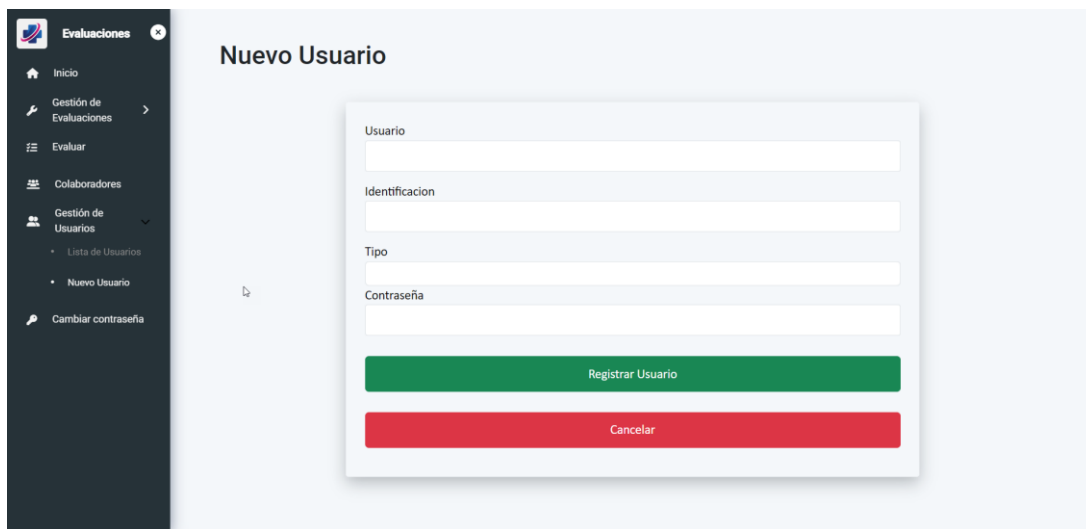 Evaluaciones
Inicio
Gestión de
Evaluaciones
Evaluar
Colaboradores
Gestión de
Usuarios
Lista de Usuarios
Nuevo Usuario
Cambiar contraseña
Nuevo Usuario
Usuario
Identificacion
Tipo
Contraseña
Registrar Usuario
Cancelar